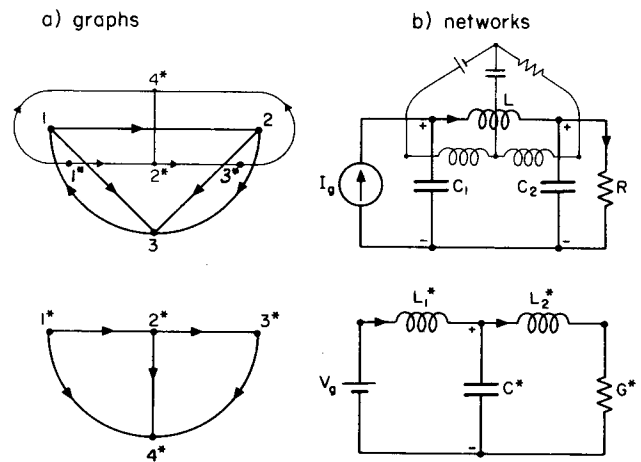 a) graphs
b) networks
4*
1
2
1*
2*
3*
3
L
+
+
I_g
C_1
C_2
R
-
-
1*
2*
3*
4*
L_1*
L_2*
+
V_g
C*
G*
-